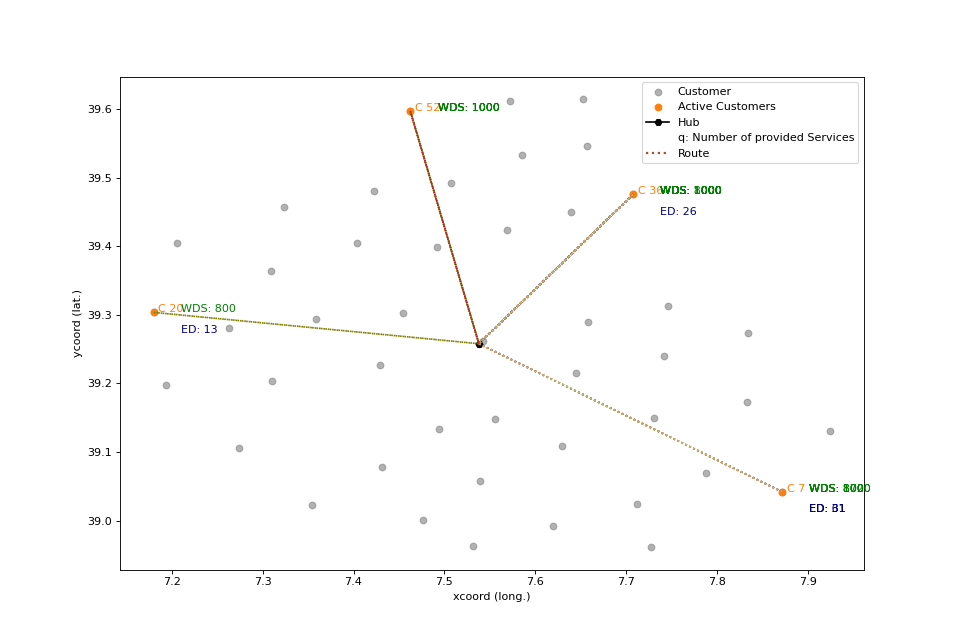 39.6
39.5
39.4
39.3
39.2
39.1
39.0
ycoord (lat.)
7.2 7.3 7.4 7.5 7.6 7.7 7.8 7.9
xcoord (long.)
Customer
Active Customers
Hub
q: Number of provided Services
Route
C 52 WDS: 1000
C 36 WDS:
ED: 26
C 20 WDS: 800
ED: 13
C 7 WDS:
ED: